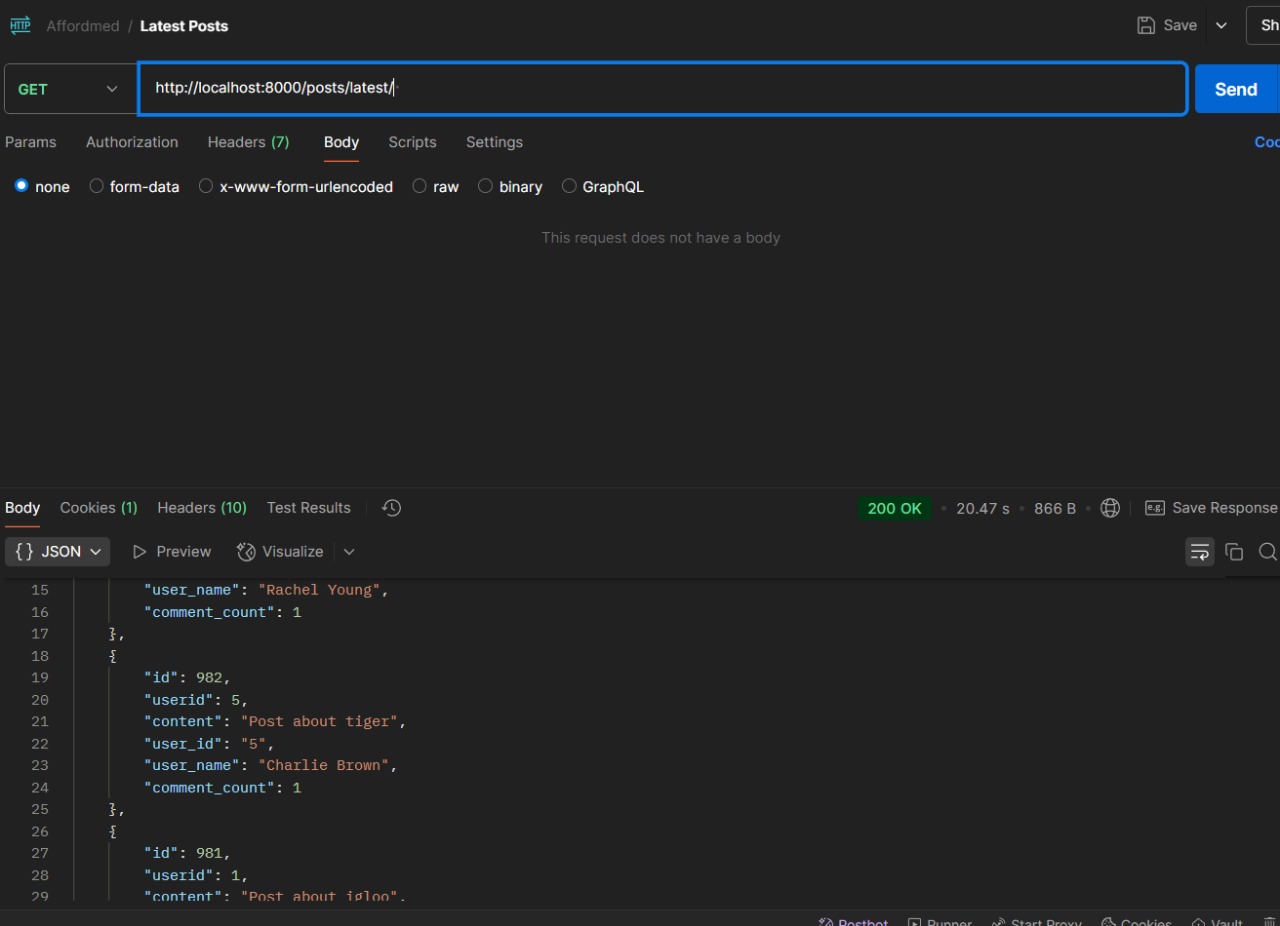 HTTP Affordmed / Latest Posts Save Sh
GET http://localhost:8000/posts/latest/ Send
Params Authorization Headers (7) Body Scripts Settings Coo
none form-data x-www-form-urlencoded raw binary GraphQL
This request does not have a body
Body Cookies (1) Headers (10) Test Results 200 OK • 20.47 s • 866 B • e.g. Save Response
{} JSON Preview Visualize
15 "user_name": "Rachel Young",
16 "comment_count": 1
17 },
18 {
19 "id": 982,
20 "userid": 5,
21 "content": "Post about tiger",
22 "user_id": "5",
23 "user_name": "Charlie Brown",
24 "comment_count": 1
25 },
26 {
27 "id": 981,
28 "userid": 1,
29 "content": "Post about igloo",
Postbot Runner Start Proxy Cookies Vault